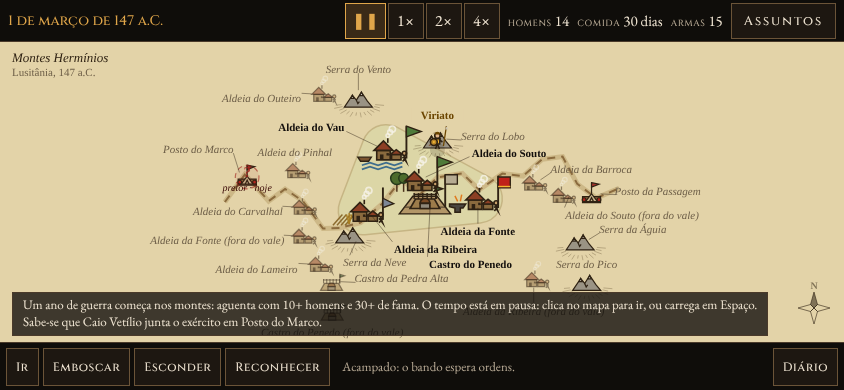 1 DE MARÇO DE 147 A.C.
❚❚ 1× 2× 4× HOMENS 14 COMIDA 30 dias ARMAS 15 ASSUNTOS
Montes Hermínios
Lusitânia, 147 a.C.
Serra do Vento
Aldeia do Outeiro
Viriato
Aldeia do Vau
Serra do Lobo
Posto do Marco
Aldeia do Pinhal
Aldeia do Souto
Aldeia da Barroca
pretor · hoje
Posto da Passagem
Aldeia do Carvalhal
Aldeia do Souto (fora do vale)
Aldeia da Fonte
Serra da Águia
Aldeia da Fonte (fora do vale)
Aldeia da Ribeira
Serra da Neve
Castro do Penedo
Serra do Pico
Aldeia do Lameiro
Castro da Pedra Alta
N
Um ano de guerra começa nos montes: aguenta com 10+ homens e 30+ de fama. O tempo está em pausa: clica no mapa para ir, ou carrega em Espaço.
Sabe-se que Caio Vetílio junta o exército em Posto do Marco.
Castro do Penedo (fora do vale)
IR EMBOSCAR ESCONDER RECONHECER Acampado: o bando espera ordens. DIÁRIO